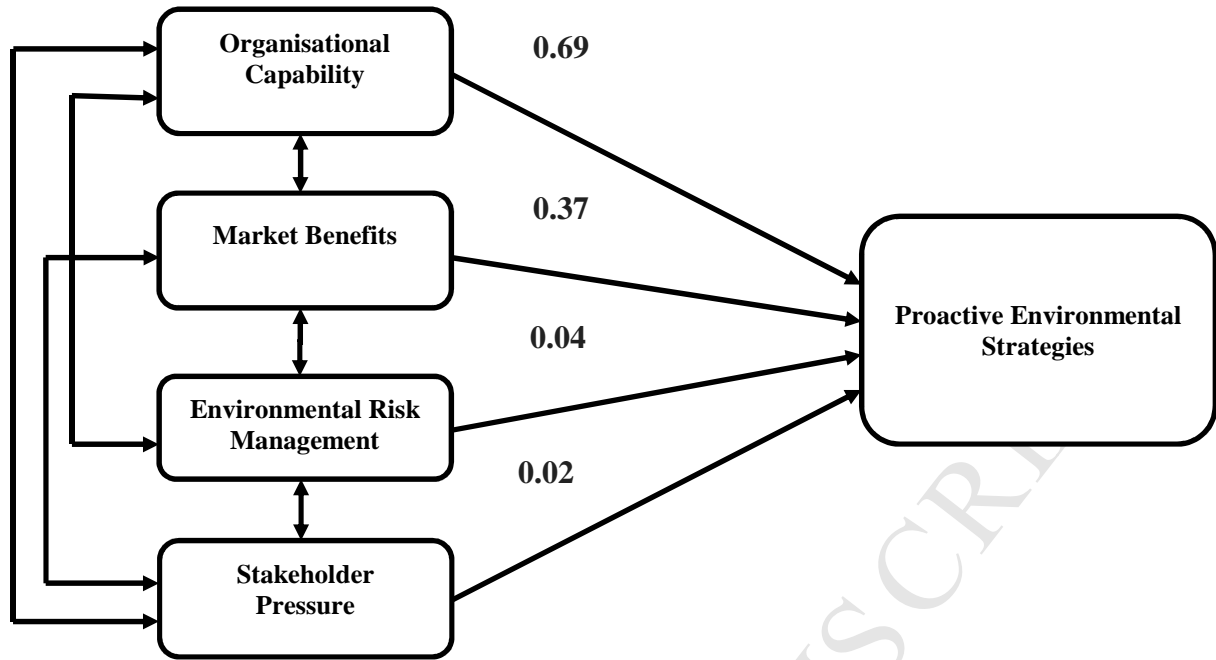 Organisational
Capability
0.69
Market Benefits
0.37
Environmental Risk
Management
0.04
Stakeholder
Pressure
0.02
Proactive Environmental
Strategies